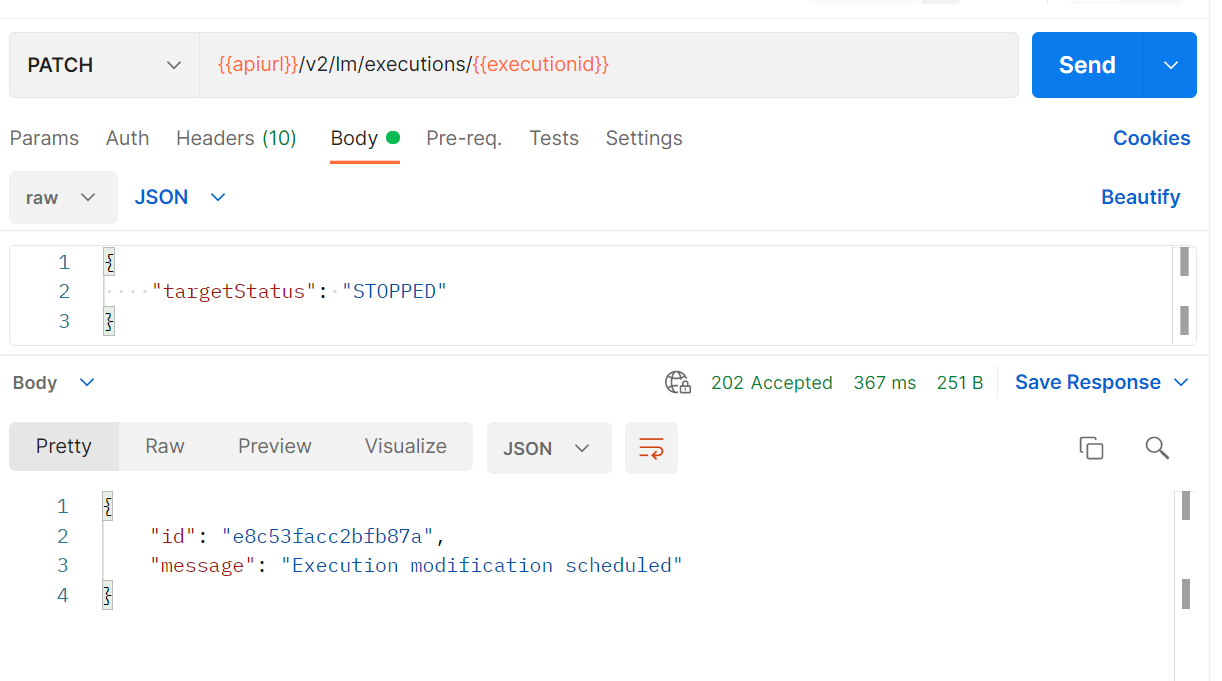 PATCH {{apiurl}}/v2/lm/executions/{{executionid}} Send
Params Auth Headers (10) Body Pre-req. Tests Settings Cookies
raw JSON Beautify
1 {
2 ····"targetStatus":·"STOPPED"
3 }
Body 202 Accepted 367 ms 251 B Save Response
Pretty Raw Preview Visualize JSON
1 {
2 "id": "e8c53facc2bfb87a",
3 "message": "Execution modification scheduled"
4 }